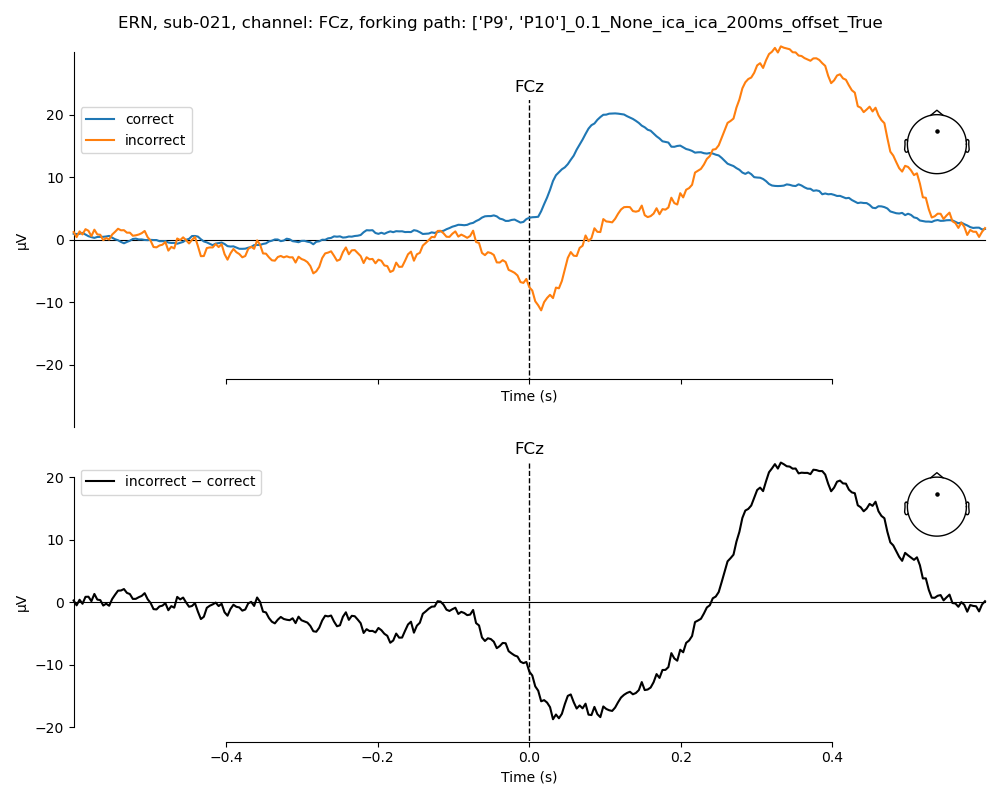 ERN, sub-021, channel: FCz, forking path: ['P9', 'P10']_0.1_None_ica_ica_200ms_offset_True
FCz
correct
incorrect
20
10
0
−10
−20
µV
Time (s)
FCz
incorrect − correct
20
10
0
−10
−20
µV
−0.4
−0.2
0.0
0.2
0.4
Time (s)